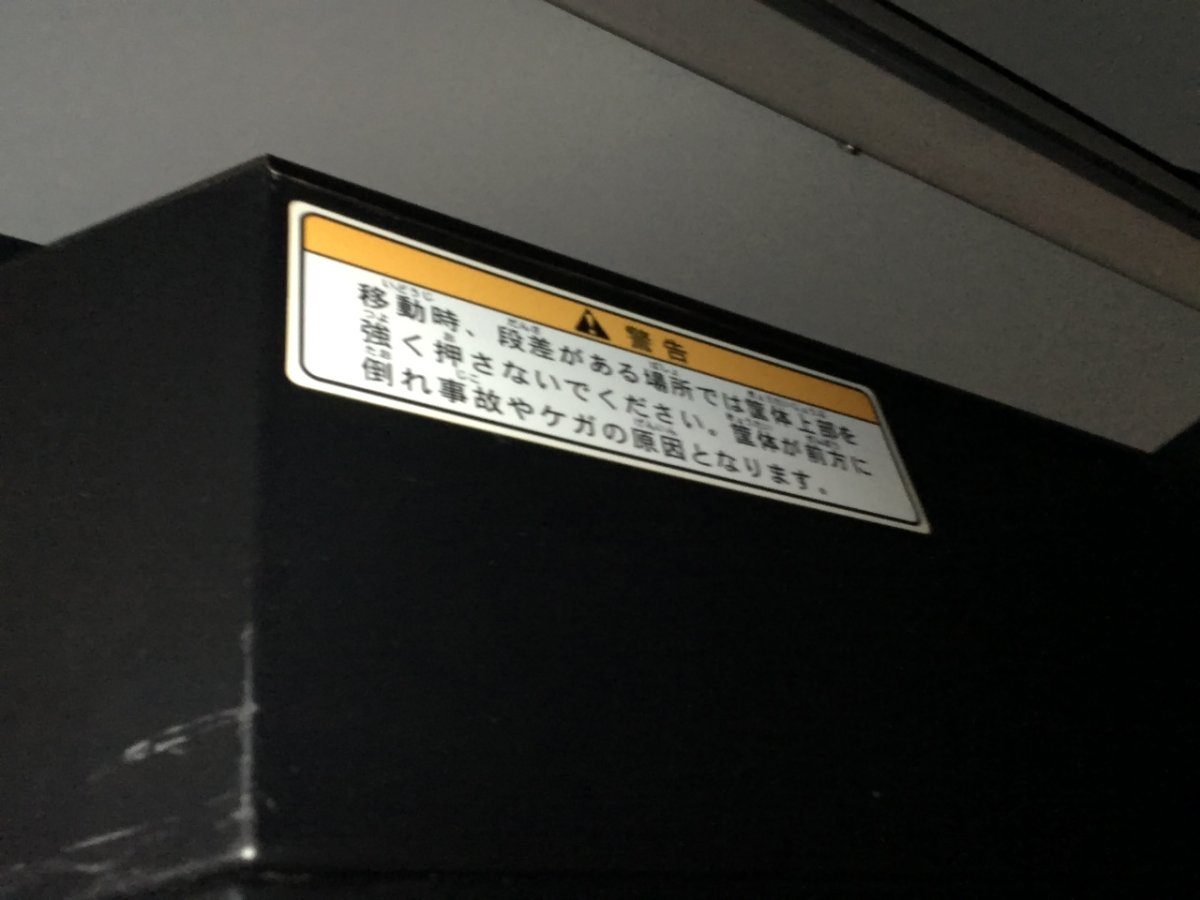 警告
移動時、段差がある場所では筐体上部を
強く押さないでください。筐体が前方に
倒れ事故やケガの原因となります。